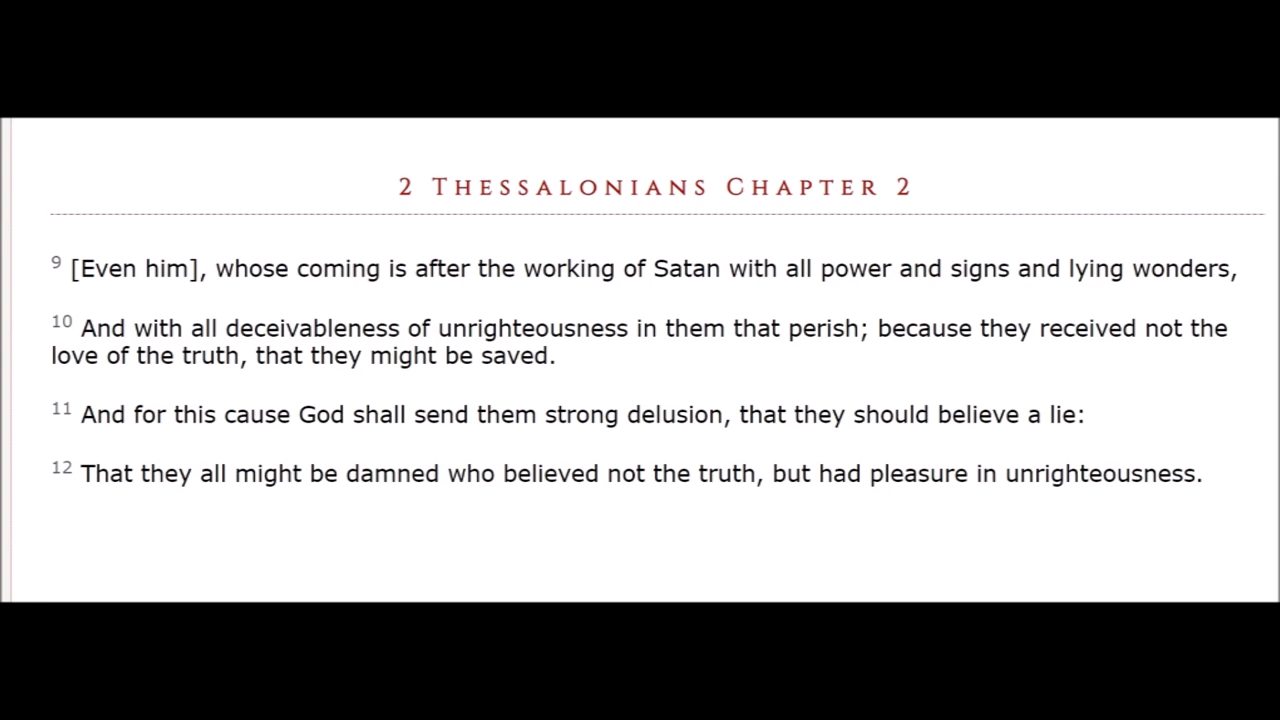 2 Thessalonians Chapter 2
9 [Even him], whose coming is after the working of Satan with all power and signs and lying wonders,
10 And with all deceivableness of unrighteousness in them that perish; because they received not the
love of the truth, that they might be saved.
11 And for this cause God shall send them strong delusion, that they should believe a lie:
12 That they all might be damned who believed not the truth, but had pleasure in unrighteousness.